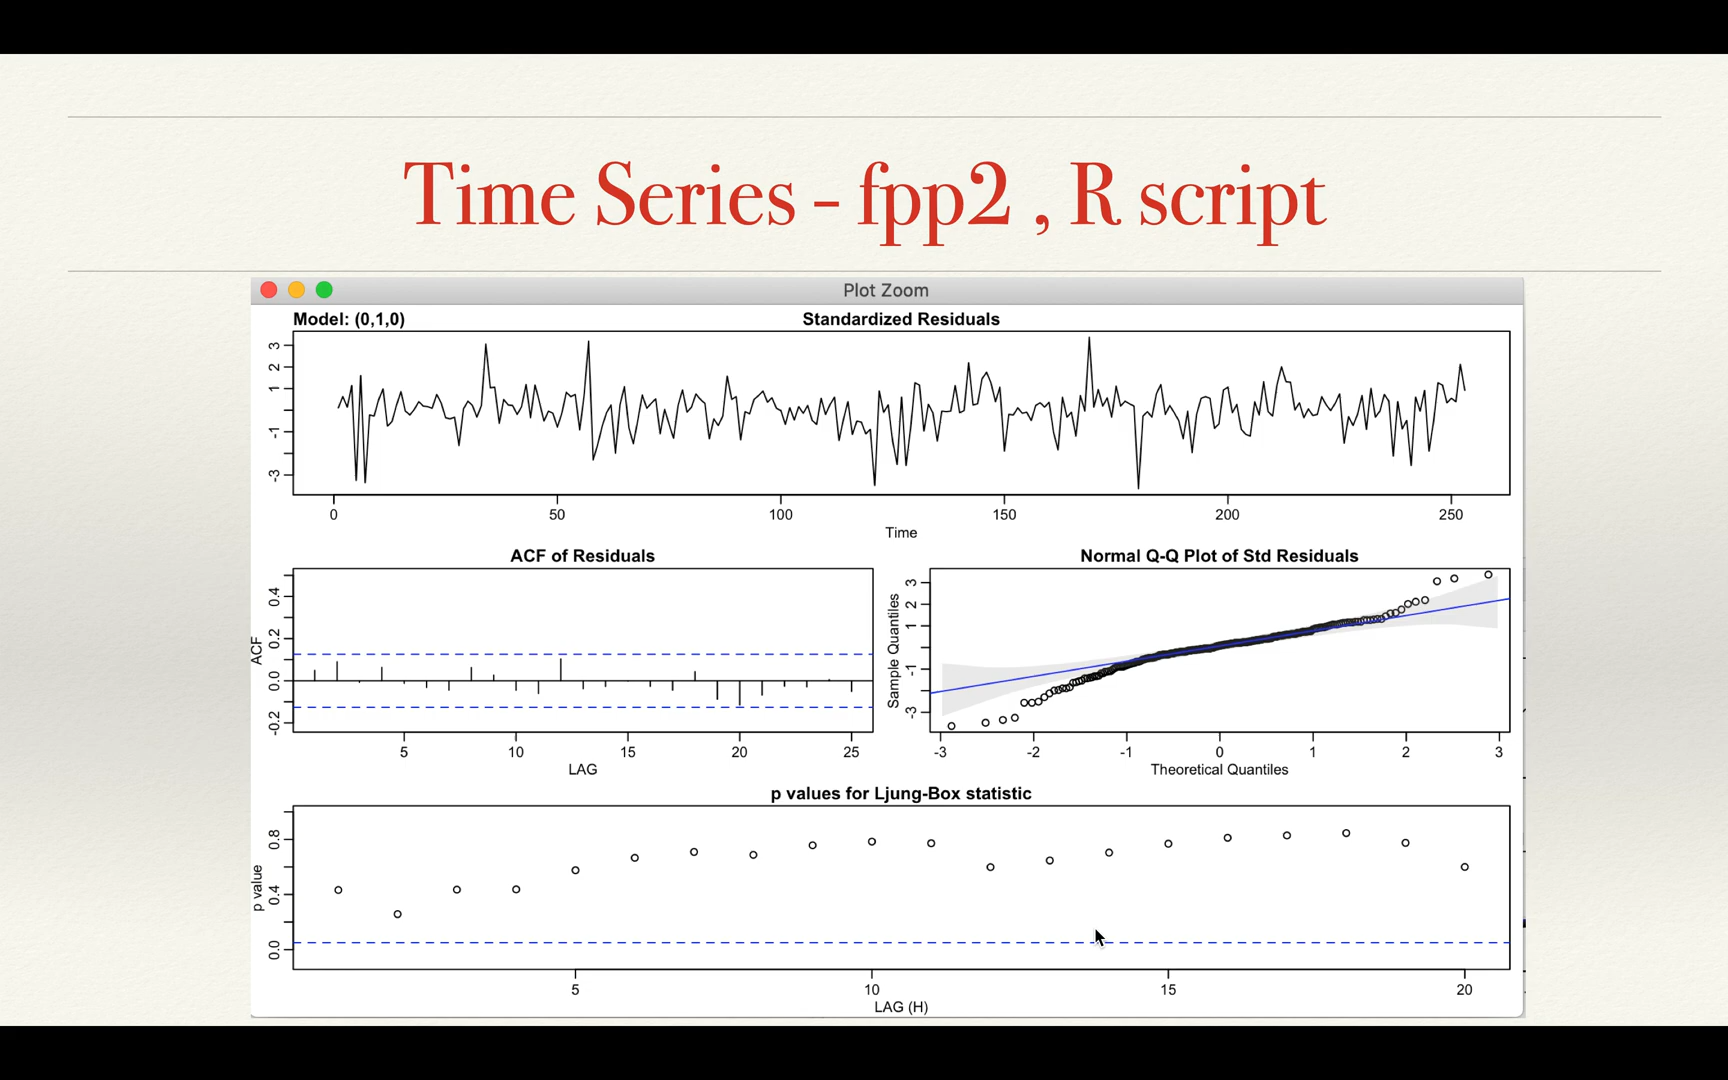 Time Series - fpp2 , R script
Plot Zoom
Model: (0,1,0)
Standardized Residuals
3
2
1
-1
-3
0 50 100 150 200 250
Time
ACF of Residuals
ACF
0.4
0.2
0.0
-0.2
5 10 15 20 25
LAG
Normal Q-Q Plot of Std Residuals
Sample Quantiles
3
2
1
-1
-3
-3 -2 -1 0 1 2 3
Theoretical Quantiles
p values for Ljung-Box statistic
p value
0.8
0.4
0.0
5 10 15 20
LAG (H)